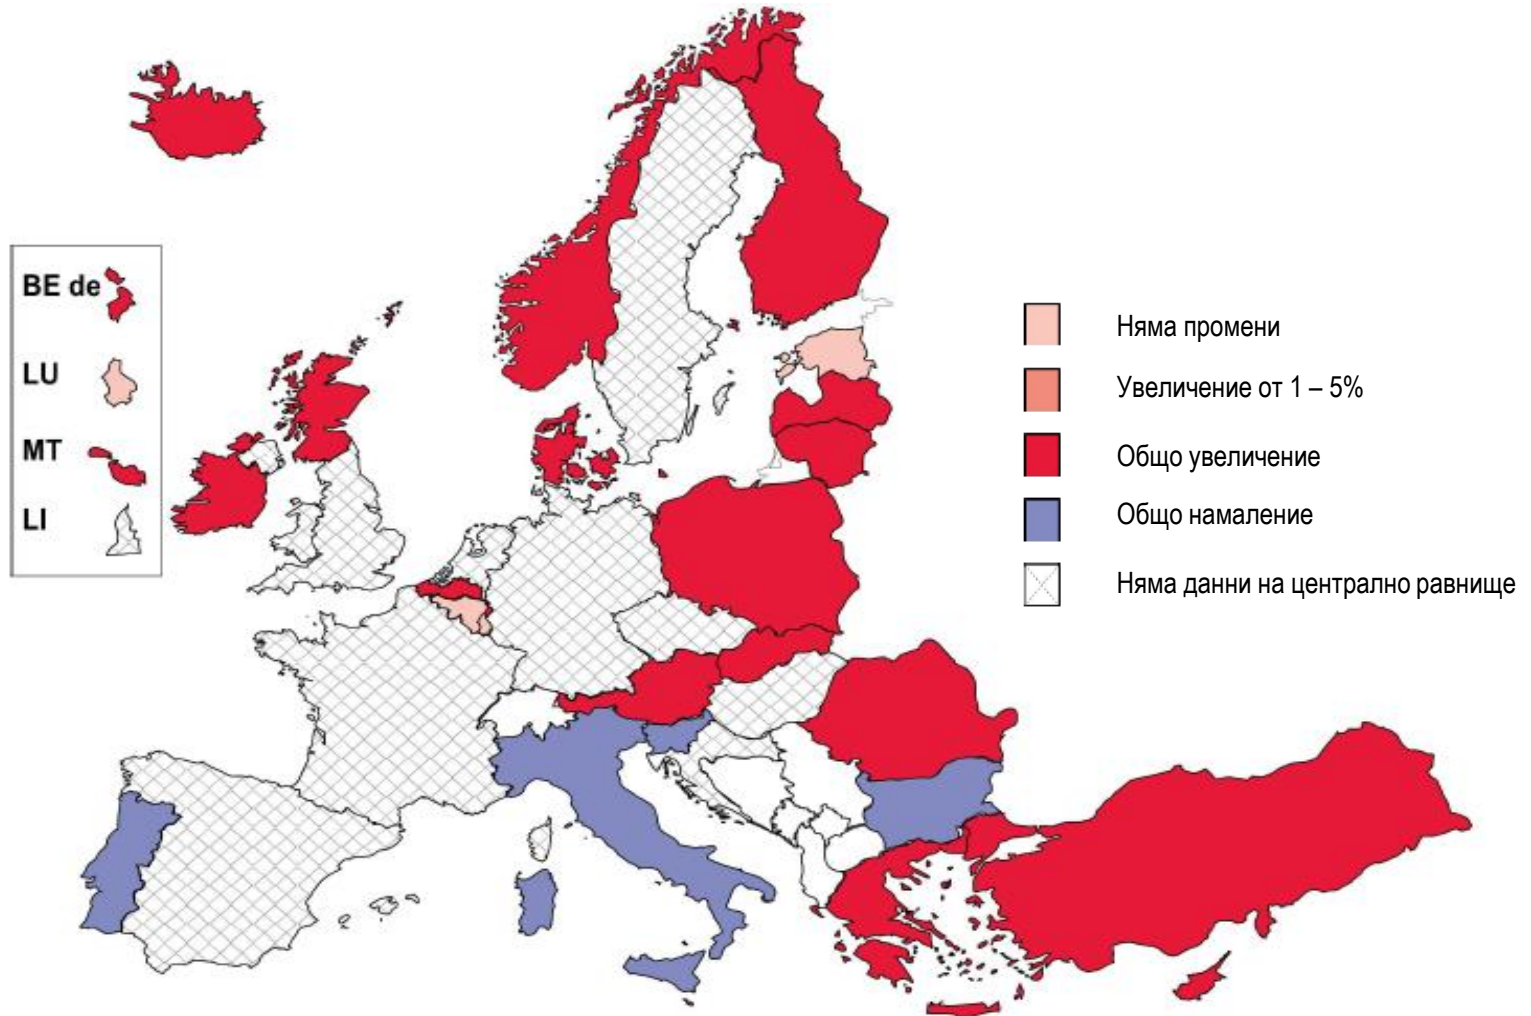 BE de
LU
MT
LI
Няма промени
Увеличение от 1 – 5%
Общо увеличение
Общо намаление
Няма данни на централно равнище